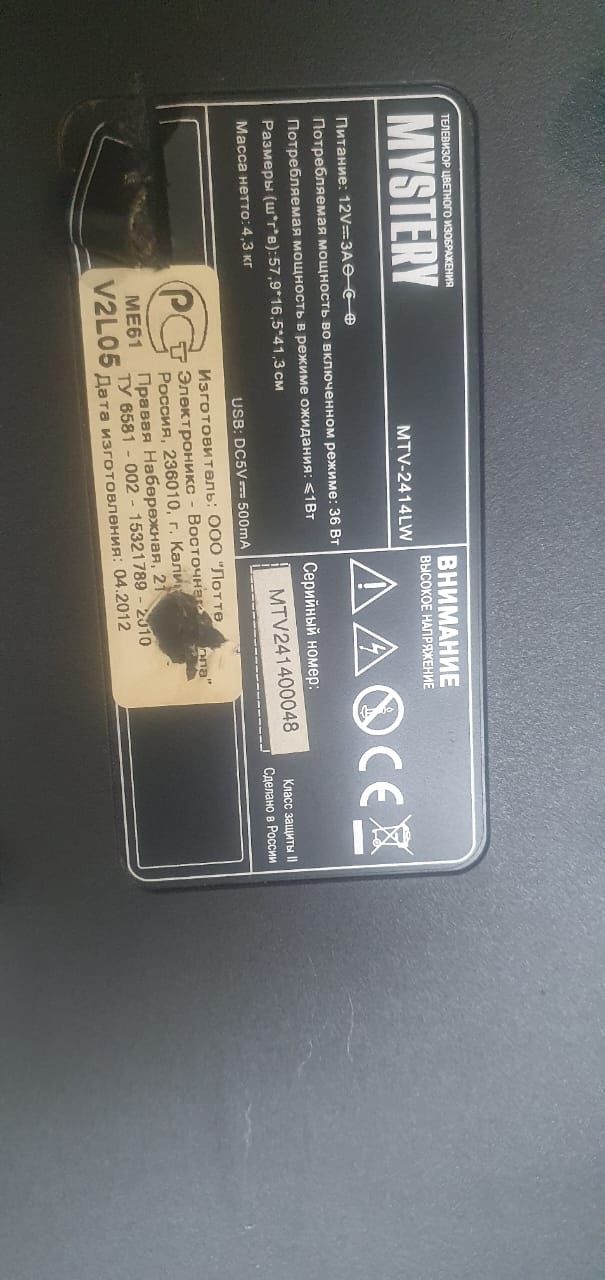 ТЕЛЕВИЗОР ЦВЕТНОГО ИЗОБРАЖЕНИЯ
MYSTERY
MTV-2414LW
Питание: 12V⎓3A
Потребляемая мощность во включенном режиме: 36 Вт
Потребляемая мощность в режиме ожидания: ⩽1Вт
Размеры (ш*г*в):57,9*16,5*41,3см
Масса нетто:4,3 кг
USB: DC5V⎓500mA
ВНИМАНИЕ
ВЫСОКОЕ НАПРЯЖЕНИЕ
CE
Серийный номер:
MTV241400048
Класс защиты II
Сделано в России
РСТ
ME61
V2L05
Изготовитель: ООО "Лотте
Электроникс - Восточная
Россия, 236010, г.
Правая Набережная, 21
ТУ 6581 - 002 - 15321789 - 2010
Дата изготовления: 04.2012